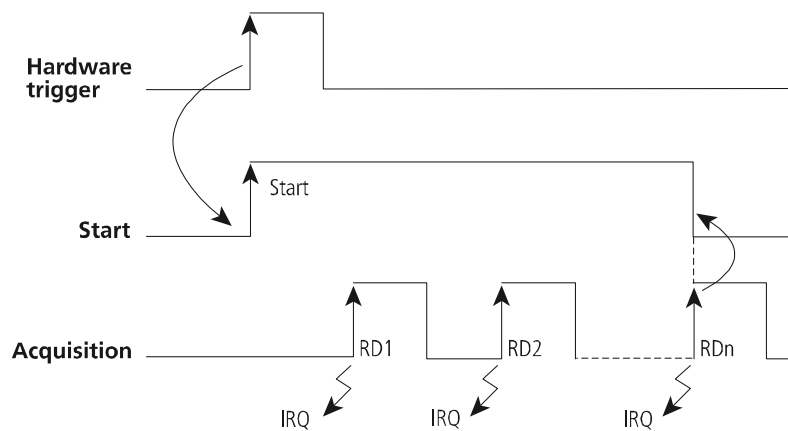 Hardware
trigger
Start
Start
Acquisition
RD1
RD2
RDn
IRQ
IRQ
IRQ